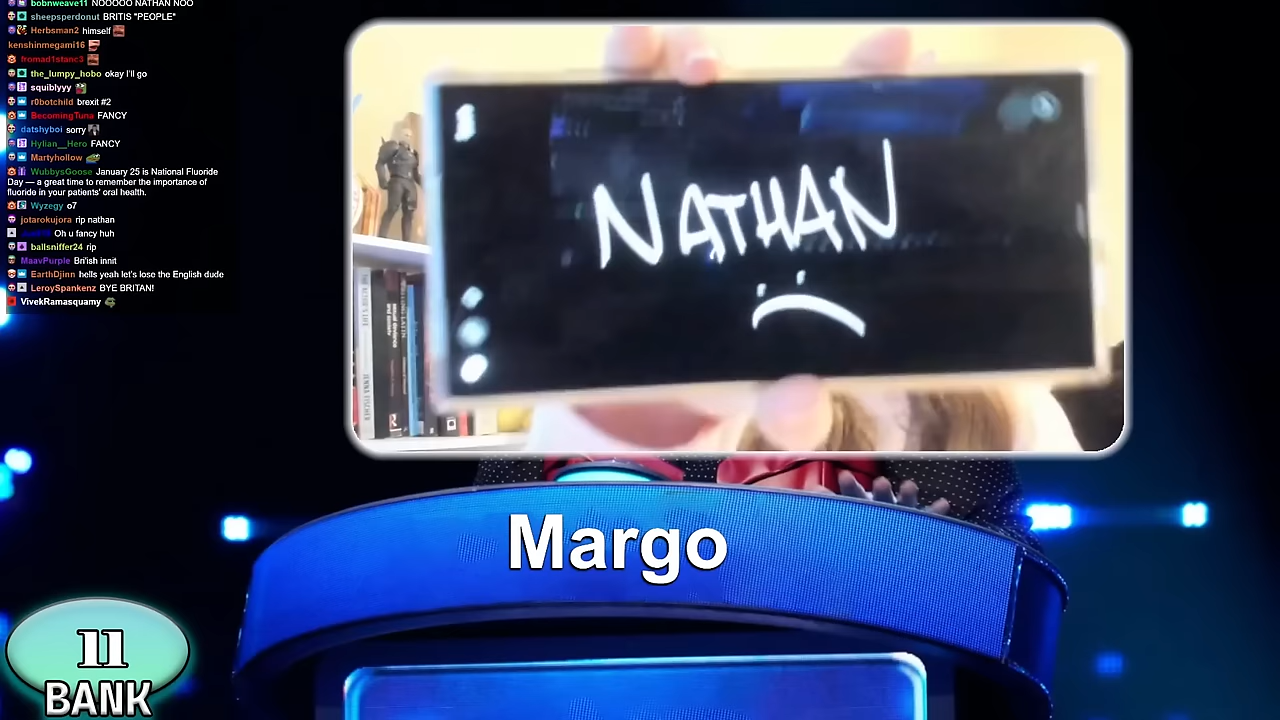 bobnweave11 NOOOOO NATHAN NOO
sheepsperdonut BRITIS "PEOPLE"
Herbsman2 himself
kenshinmegami16
fromad1stanc3
the_lumpy_hobo okay I'll go
squiblyyy
r0botchild brexit #2
BecomingTuna FANCY
datshyboi sorry
Hylian__Hero FANCY
Martyhollow
WubbysGoose January 25 is National Fluoride
Day — a great time to remember the importance of
fluoride in your patients' oral health.
Wyzegy o7
jotarokujora rip nathan
Oh u fancy huh
ballsniffer24 rip
MaavPurple Bri'ish innit
EarthDjinn hells yeah let's lose the English dude
LeroySpankenz BYE BRITAN!
VivekRamasquamy
NATHAN
Margo
11
BANK